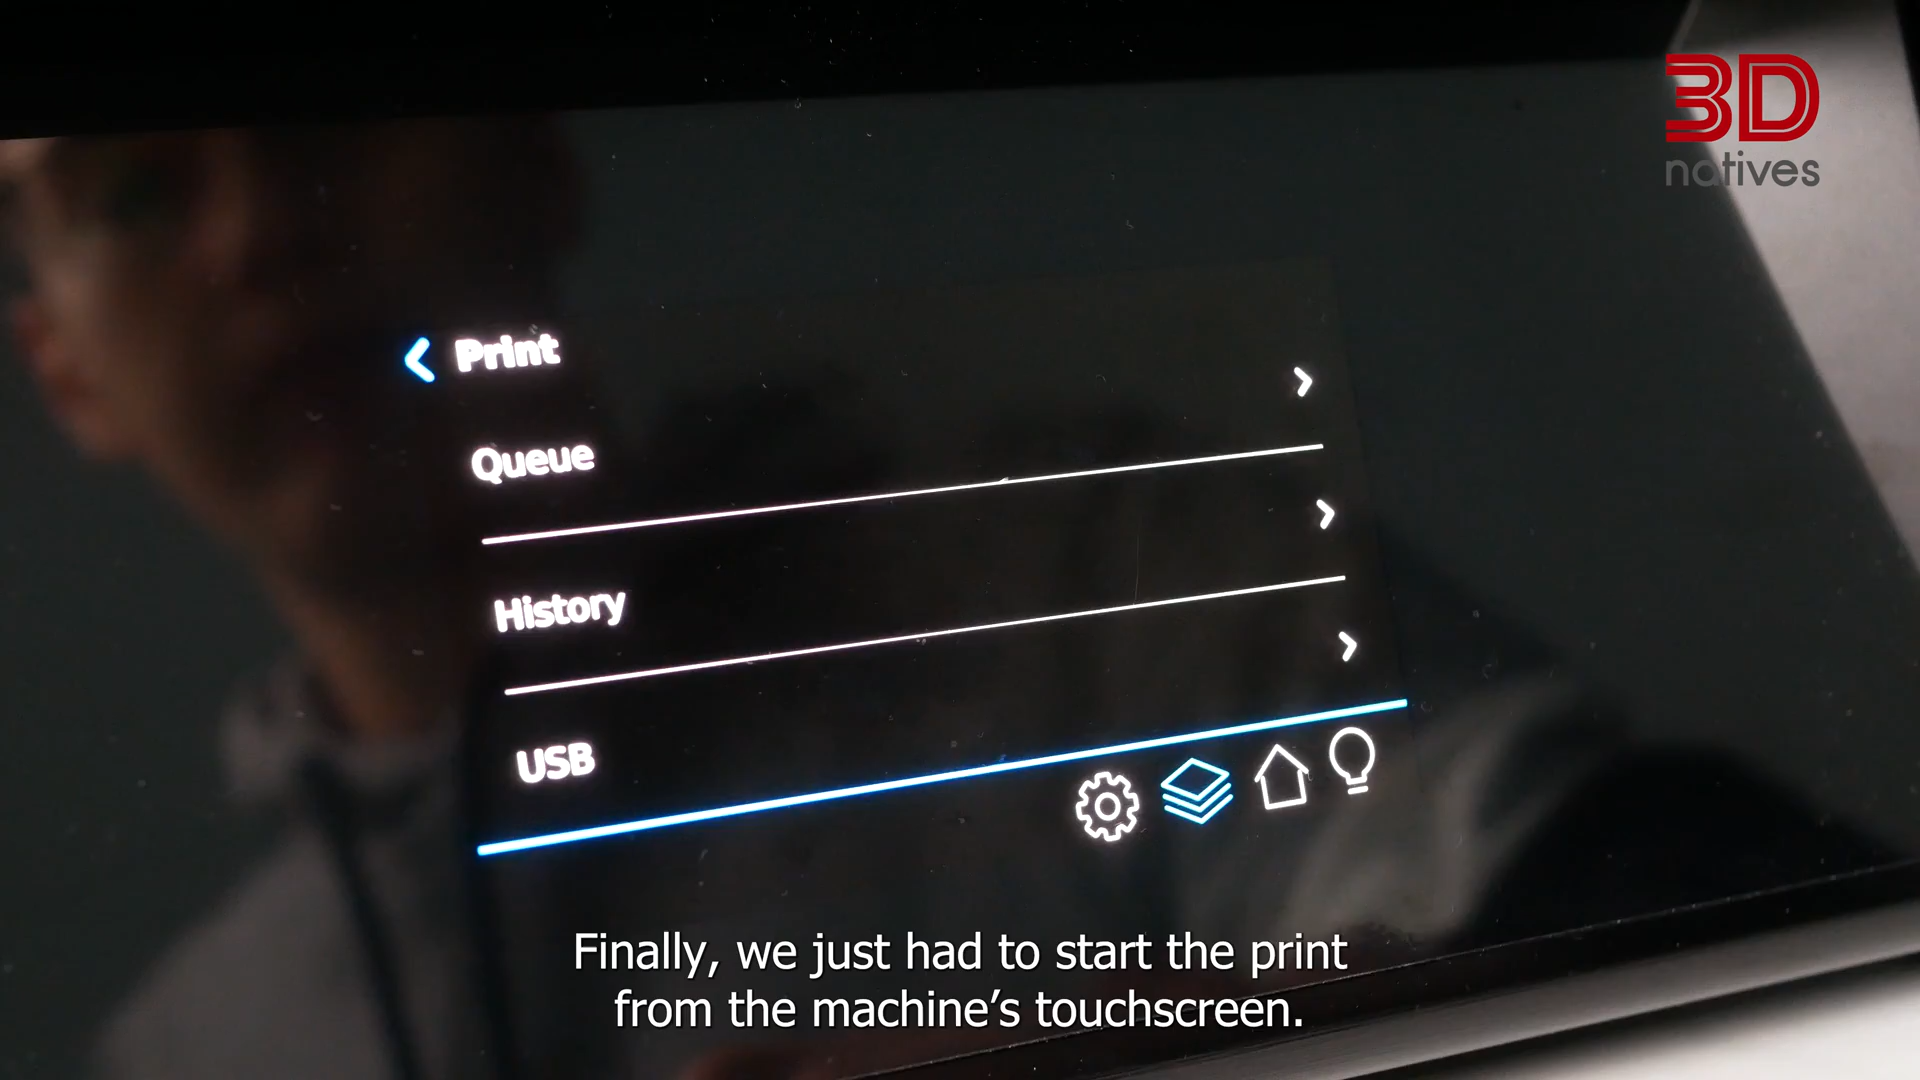 3D
natives
Print
Queue
History
USB
Finally, we just had to start the print
from the machine’s touchscreen.